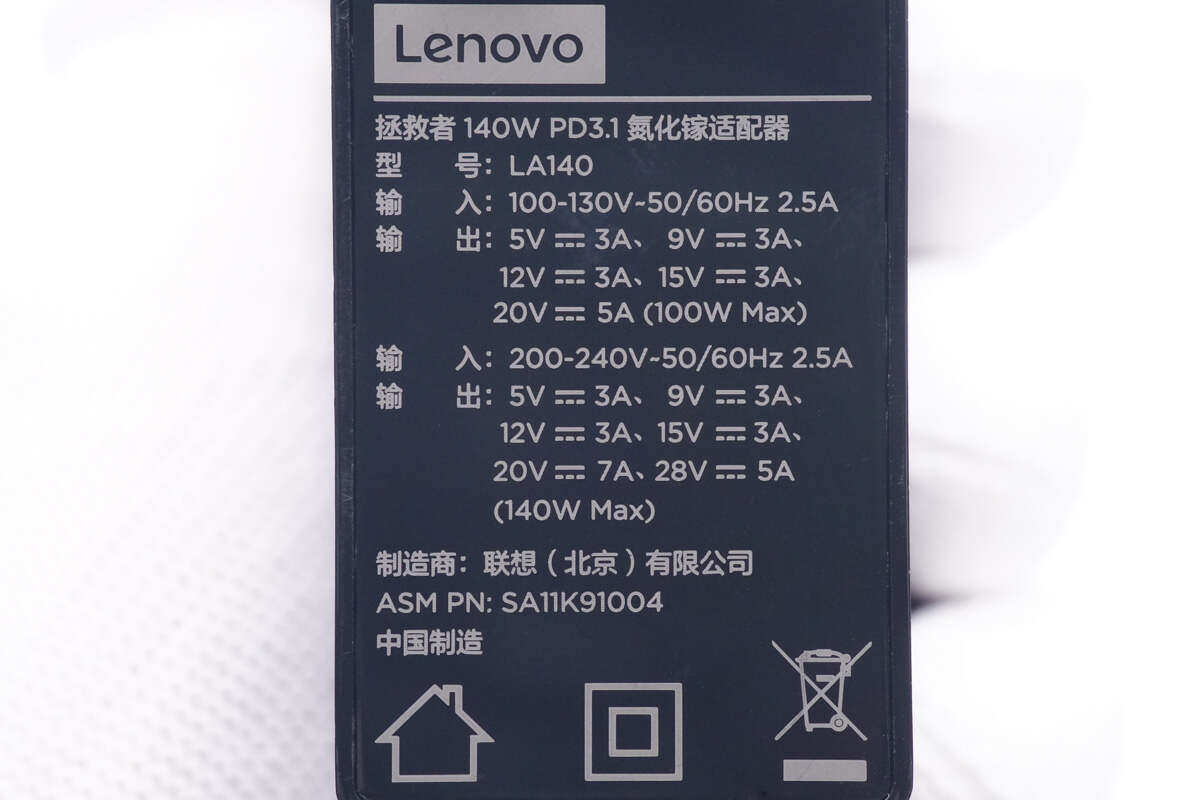 Lenovo
拯救者 140W PD3.1 氮化镓适配器
型 号：LA140
输 入：100-130V~50/60Hz 2.5A
输 出：5V ⎓ 3A、 9V ⎓ 3A、
12V ⎓ 3A、15V ⎓ 3A、
20V ⎓ 5A (100W Max)
输 入：200-240V~50/60Hz 2.5A
输 出：5V ⎓ 3A、 9V ⎓ 3A、
12V ⎓ 3A、15V ⎓ 3A、
20V ⎓ 7A、28V ⎓ 5A
(140W Max)
制造商：联想（北京）有限公司
ASM PN: SA11K91004
中国制造